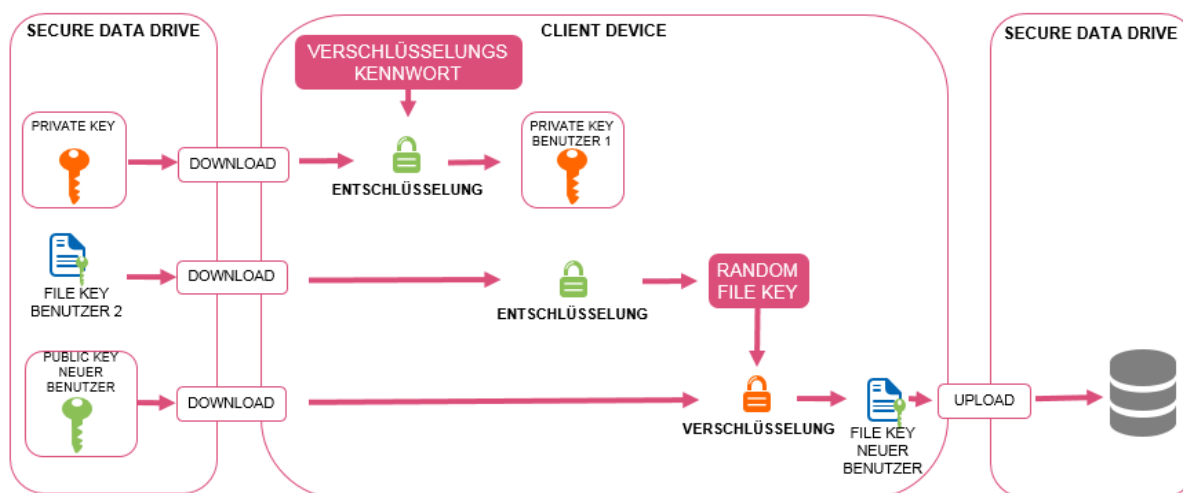 SECURE DATA DRIVE
CLIENT DEVICE
SECURE DATA DRIVE
VERSCHLÜSSELUNGS
KENNWORT
PRIVATE KEY
DOWNLOAD
ENTSCHLÜSSELUNG
PRIVATE KEY
BENUTZER 1
FILE KEY
BENUTZER 2
DOWNLOAD
ENTSCHLÜSSELUNG
RANDOM
FILE KEY
PUBLIC KEY
NEUER
BENUTZER
DOWNLOAD
VERSCHLÜSSELUNG
FILE KEY
NEUER
BENUTZER
UPLOAD